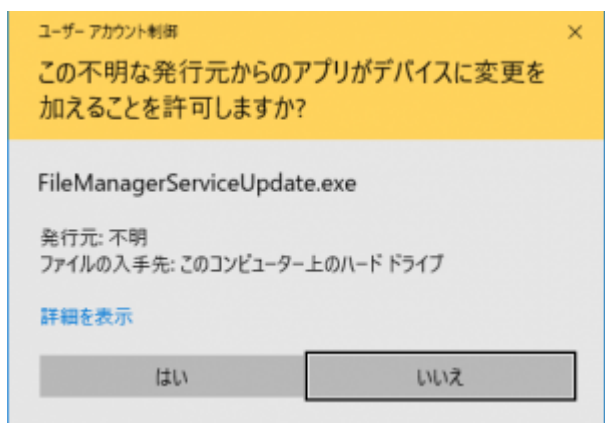 ユーザー アカウント制御
この不明な発行元からのアプリがデバイスに変更を
加えることを許可しますか?
FileManagerServiceUpdate.exe
発行元: 不明
ファイルの入手先: このコンピューター上のハード ドライブ
詳細を表示
はい
いいえ